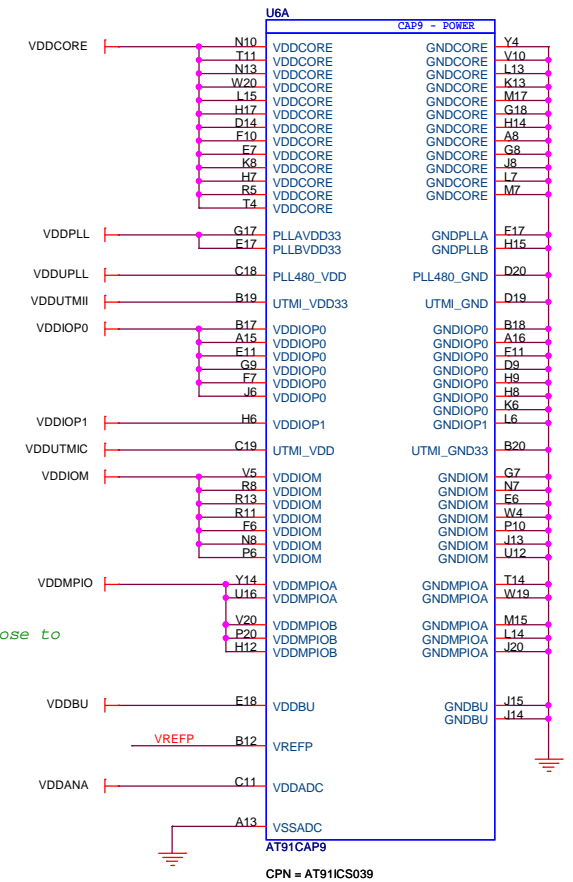 U6A
CAP9 - POWER
VDDCORE N10 VDDCORE GNDCORE Y4
T11 VDDCORE GNDCORE V10
N13 VDDCORE GNDCORE L13
W20 VDDCORE GNDCORE K13
L15 VDDCORE GNDCORE M17
H17 VDDCORE GNDCORE G18
D14 VDDCORE GNDCORE H14
F10 VDDCORE GNDCORE A8
E7 VDDCORE GNDCORE G8
K8 VDDCORE GNDCORE J8
H7 VDDCORE GNDCORE L7
R5 VDDCORE GNDCORE M7
T4 VDDCORE
VDDPLL G17 PLLAVDD33 GNDPLLA F17
E17 PLLBVDD33 GNDPLLB H15
VDDUPLL C18 PLL480_VDD PLL480_GND D20
VDDUTMII B19 UTMI_VDD33 UTMI_GND D19
VDDIOP0 B17 VDDIOP0 GNDIOP0 B18
A15 VDDIOP0 GNDIOP0 A16
E11 VDDIOP0 GNDIOP0 F11
G9 VDDIOP0 GNDIOP0 D9
F7 VDDIOP0 GNDIOP0 H9
J6 VDDIOP0 GNDIOP0 H8
GNDIOP0 K6
VDDIOP1 H6 VDDIOP1 GNDIOP1 L6
VDDUTMIC C19 UTMI_VDD UTMI_GND33 B20
VDDIOM V5 VDDIOM GNDIOM G7
R8 VDDIOM GNDIOM N7
R13 VDDIOM GNDIOM E6
R11 VDDIOM GNDIOM W4
F6 VDDIOM GNDIOM P10
N8 VDDIOM GNDIOM J13
P6 VDDIOM GNDIOM U12
VDDMPIO Y14 VDDMPIOA GNDMPIOA T14
U16 VDDMPIOA GNDMPIOA W19
V20 VDDMPIOB GNDMPIOA M15
ose to P20 VDDMPIOB GNDMPIOA L14
H12 VDDMPIOB GNDMPIOA J20
VDDBU E18 VDDBU GNDBU J15
GNDBU J14
VREFP B12 VREFP
VDDANA C11 VDDADC
A13 VSSADC
AT91CAP9
CPN = AT91ICS039